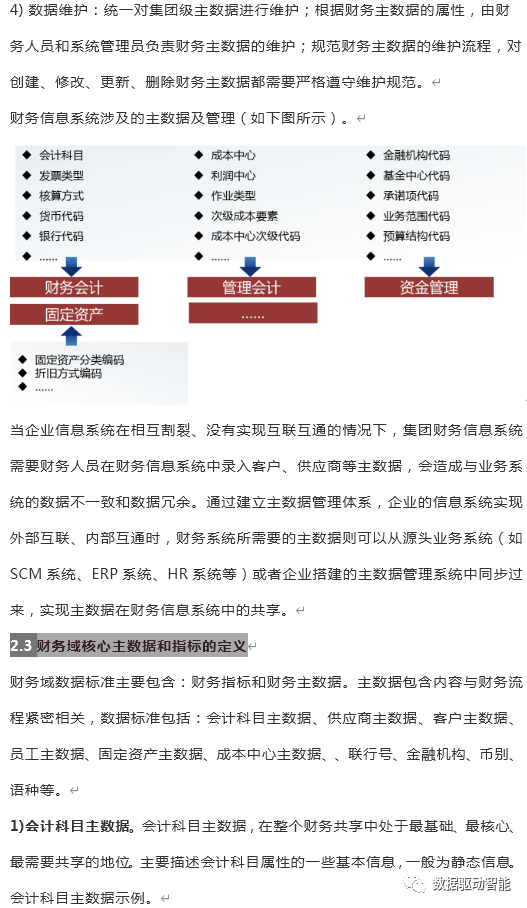 4) 数据维护：统一对集团级主数据进行维护；根据财务主数据的属性，由财
务人员和系统管理员负责财务主数据的维护；规范财务主数据的维护流程，对
创建、修改、更新、删除财务主数据都需要严格遵守维护规范。
财务信息系统涉及的主数据及管理（如下图所示）。
◆ 会计科目
◆ 发票类型
◆ 核算方式
◆ 货币代码
◆ 银行代码
◆ ......
财务会计
固定资产
◆ 固定资产分类编码
◆ 折旧方式编码
◆ ......
◆ 成本中心
◆ 利润中心
◆ 作业类型
◆ 次级成本要素
◆ 成本中心次级代码
◆ ......
管理会计
......
◆ 金融机构代码
◆ 基金中心代码
◆ 承诺项代码
◆ 业务范围代码
◆ 预算结构代码
◆ ......
资金管理
当企业信息系统在相互割裂、没有实现互联互通的情况下，集团财务信息系统
需要财务人员在财务信息系统中录入客户、供应商等主数据，会造成与业务系
统的数据不一致和数据冗余。通过建立主数据管理体系，企业的信息系统实现
外部互联、内部互通时，财务系统所需要的主数据则可以从源头业务系统（如
SCM 系统、ERP 系统、HR 系统等）或者企业搭建的主数据管理系统中同步过
来，实现主数据在财务信息系统中的共享。
2.3 财务域核心主数据和指标的定义
财务域数据标准主要包含：财务指标和财务主数据。主数据包含内容与财务流
程紧密相关，数据标准包括：会计科目主数据、供应商主数据、客户主数据、
员工主数据、固定资产主数据、成本中心主数据、、联行号、金融机构、币别、
语种等。
1)会计科目主数据。会计科目主数据，在整个财务共享中处于最基础、最核心、
最需要共享的地位。主要描述会计科目属性的一些基本信息，一般为静态信息。
会计科目主数据示例。
数据驱动智能